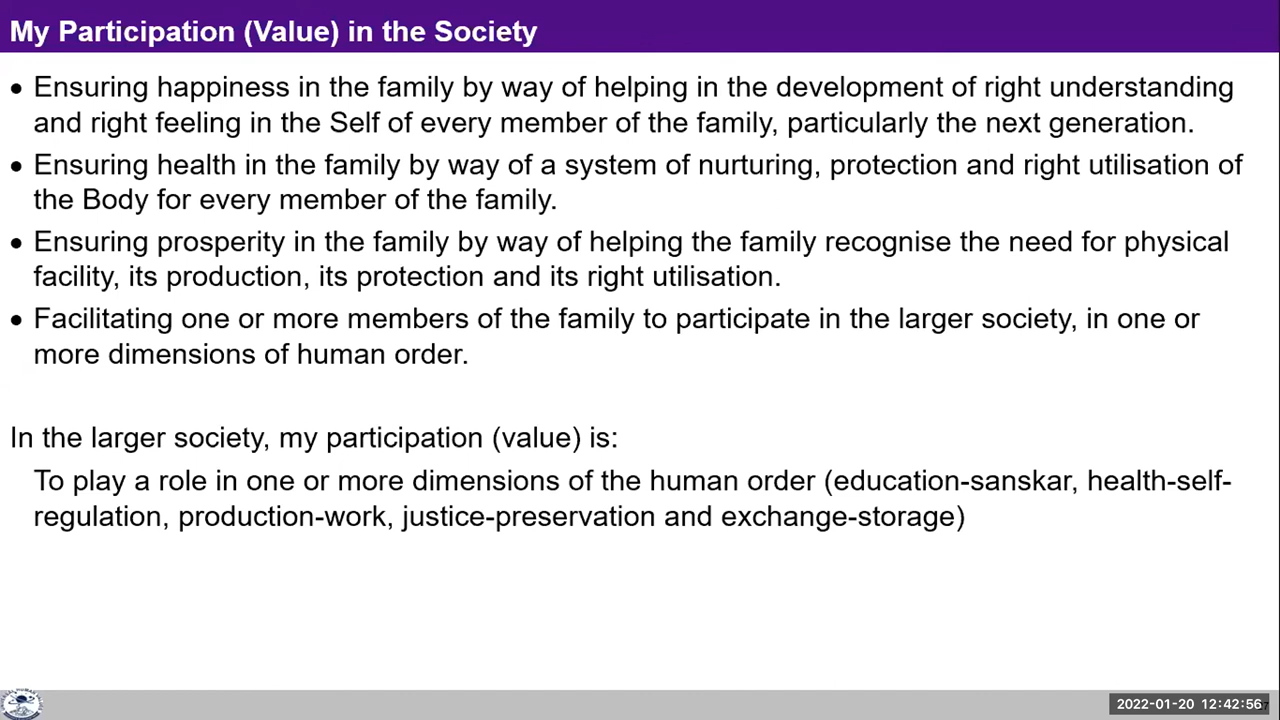 My Participation (Value) in the Society
• Ensuring happiness in the family by way of helping in the development of right understanding
and right feeling in the Self of every member of the family, particularly the next generation.
• Ensuring health in the family by way of a system of nurturing, protection and right utilisation of
the Body for every member of the family.
• Ensuring prosperity in the family by way of helping the family recognise the need for physical
facility, its production, its protection and its right utilisation.
• Facilitating one or more members of the family to participate in the larger society, in one or
more dimensions of human order.
In the larger society, my participation (value) is:
To play a role in one or more dimensions of the human order (education-sanskar, health-self-
regulation, production-work, justice-preservation and exchange-storage)
2022-01-20 12:42:56